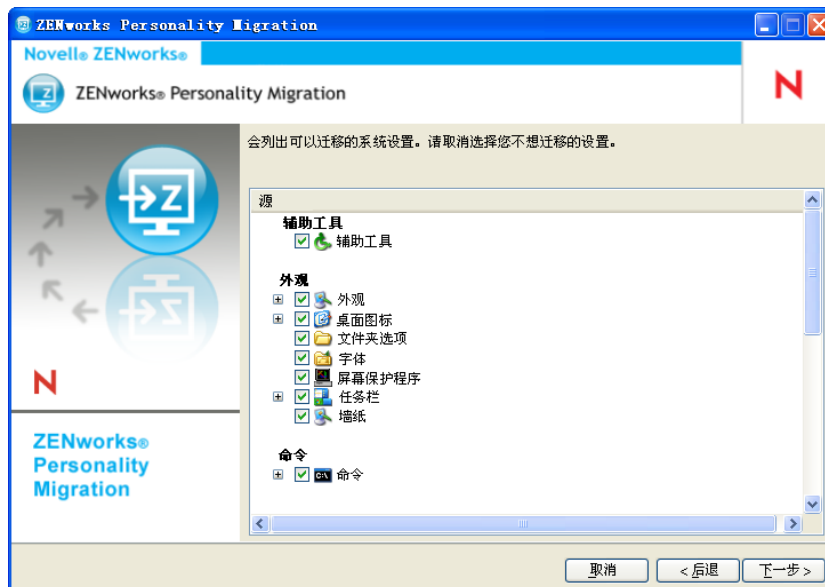 ZENworks Personality Migration
Novell® ZENworks®
ZENworks® Personality Migration
N
会列出可以迁移的系统设置。请取消选择您不想迁移的设置。
源
辅助工具
辅助工具
外观
外观
桌面图标
文件夹选项
字体
屏幕保护程序
任务栏
墙纸
命令
C:\ 命令
Z
N
ZENworks®
Personality
Migration
取消
< 后退
下一步 >